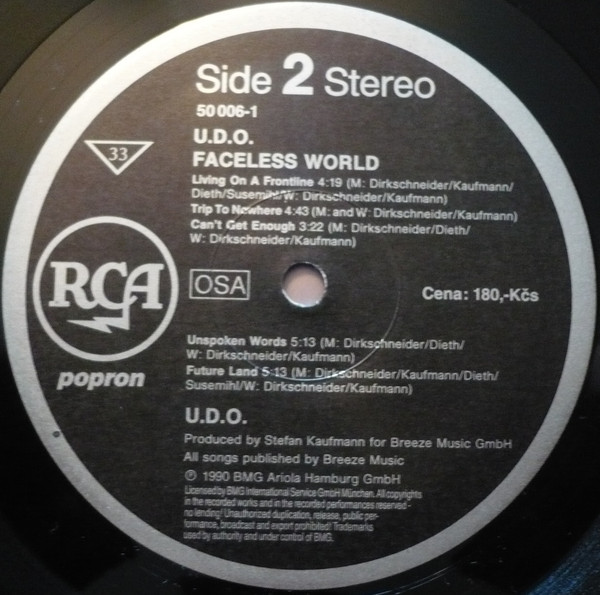 Side 2 Stereo
50 006-1
U.D.O.
33
FACELESS WORLD
Living On A Frontline 4:19 (M: Dirkschneider/Kaufmann/
Dieth/Susemihl/W: Dirkschneider/Kaufmann)
Trip To Nowhere 4:43 (M: and W: Dirkschneider/Kaufmann)
Can't Get Enough 3:22 (M: Dirkschneider/Dieth/
W: Dirkschneider/Kaufmann)
RCA
OSA
Cena: 180,-Kčs
Unspoken Words 5:13 (M: Dirkschneider/Dieth/
W: Dirkschneider/Kaufmann)
popron
Future Land 5:13 (M: Dirkschneider/Kaufmann/Dieth/
Susemihl/W: Dirkschneider/Kaufmann)
U.D.O.
Produced by Stefan Kaufmann for Breeze Music GmbH
All songs published by Breeze Music
℗ 1990 BMG Ariola Hamburg GmbH
Licensed by BMG International Service GmbH München. All copyrights
in the recorded works and in the recorded performances reserved -
no lending! Unauthorized duplication, release, public per-
formance, broadcast and export prohibited! Trademarks
used by authority and under control of BMG.